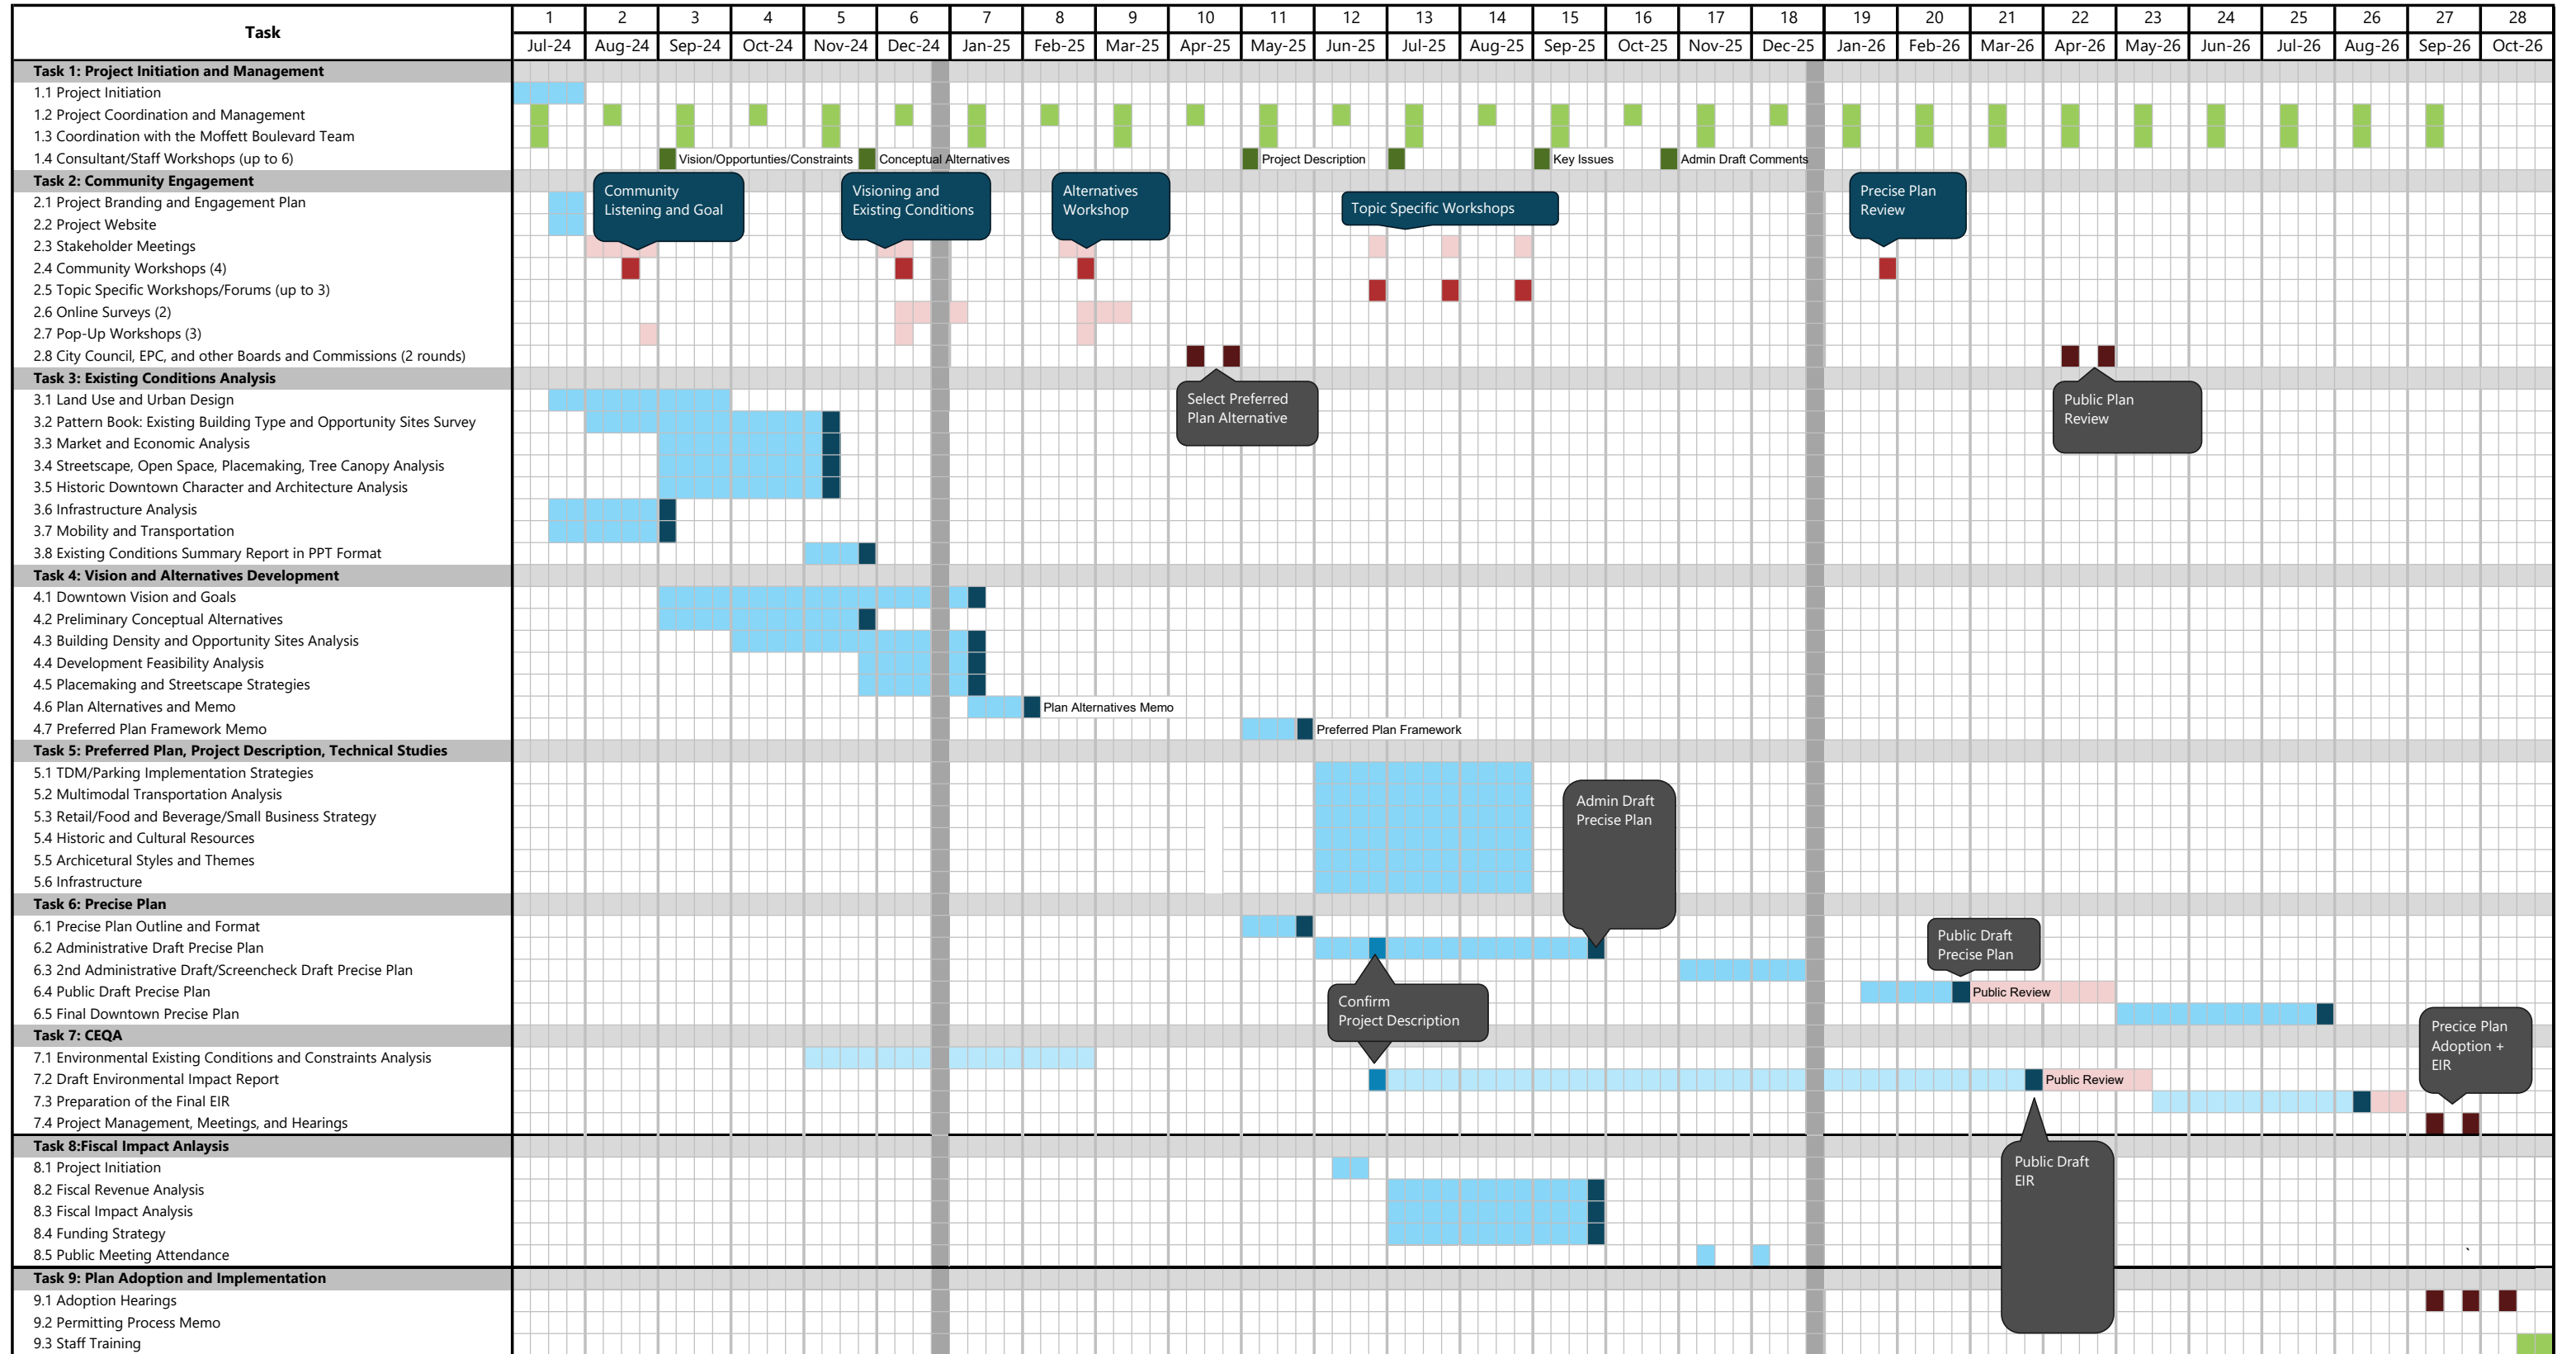 Task
1 2 3 4 5 6 7 8 9 10 11 12 13 14 15 16 17 18 19 20 21 22 23 24 25 26 27 28
Jul-24 Aug-24 Sep-24 Oct-24 Nov-24 Dec-24 Jan-25 Feb-25 Mar-25 Apr-25 May-25 Jun-25 Jul-25 Aug-25 Sep-25 Oct-25 Nov-25 Dec-25 Jan-26 Feb-26 Mar-26 Apr-26 May-26 Jun-26 Jul-26 Aug-26 Sep-26 Oct-26
Task 1: Project Initiation and Management
1.1 Project Initiation
1.2 Project Coordination and Management
1.3 Coordination with the Moffett Boulevard Team
1.4 Consultant/Staff Workshops (up to 6)
Vision/Opportunties/Constraints
Conceptual Alternatives
Project Description
Key Issues
Admin Draft Comments
Task 2: Community Engagement
Community
Listening and Goal
Visioning and
Existing Conditions
Alternatives
Workshop
Topic Specific Workshops
Precise Plan
Review
2.1 Project Branding and Engagement Plan
2.2 Project Website
2.3 Stakeholder Meetings
2.4 Community Workshops (4)
2.5 Topic Specific Workshops/Forums (up to 3)
2.6 Online Surveys (2)
2.7 Pop-Up Workshops (3)
2.8 City Council, EPC, and other Boards and Commissions (2 rounds)
Task 3: Existing Conditions Analysis
Select Preferred
Plan Alternative
Public Plan
Review
3.1 Land Use and Urban Design
3.2 Pattern Book: Existing Building Type and Opportunity Sites Survey
3.3 Market and Economic Analysis
3.4 Streetscape, Open Space, Placemaking, Tree Canopy Analysis
3.5 Historic Downtown Character and Architecture Analysis
3.6 Infrastructure Analysis
3.7 Mobility and Transportation
3.8 Existing Conditions Summary Report in PPT Format
Task 4: Vision and Alternatives Development
4.1 Downtown Vision and Goals
4.2 Preliminary Conceptual Alternatives
4.3 Building Density and Opportunity Sites Analysis
4.4 Development Feasibility Analysis
4.5 Placemaking and Streetscape Strategies
4.6 Plan Alternatives and Memo
Plan Alternatives Memo
4.7 Preferred Plan Framework Memo
Preferred Plan Framework
Task 5: Preferred Plan, Project Description, Technical Studies
5.1 TDM/Parking Implementation Strategies
5.2 Multimodal Transportation Analysis
5.3 Retail/Food and Beverage/Small Business Strategy
5.4 Historic and Cultural Resources
5.5 Archicetural Styles and Themes
5.6 Infrastructure
Admin Draft
Precise Plan
Task 6: Precise Plan
6.1 Precise Plan Outline and Format
6.2 Administrative Draft Precise Plan
6.3 2nd Administrative Draft/Screencheck Draft Precise Plan
6.4 Public Draft Precise Plan
Public Draft
Precise Plan
Public Review
6.5 Final Downtown Precise Plan
Confirm
Project Description
Task 7: CEQA
7.1 Environmental Existing Conditions and Constraints Analysis
7.2 Draft Environmental Impact Report
Public Review
7.3 Preparation of the Final EIR
7.4 Project Management, Meetings, and Hearings
Precice Plan
Adoption +
EIR
Task 8:Fiscal Impact Anlaysis
8.1 Project Initiation
8.2 Fiscal Revenue Analysis
8.3 Fiscal Impact Analysis
8.4 Funding Strategy
8.5 Public Meeting Attendance
Public Draft
EIR
`
Task 9: Plan Adoption and Implementation
9.1 Adoption Hearings
9.2 Permitting Process Memo
9.3 Staff Training